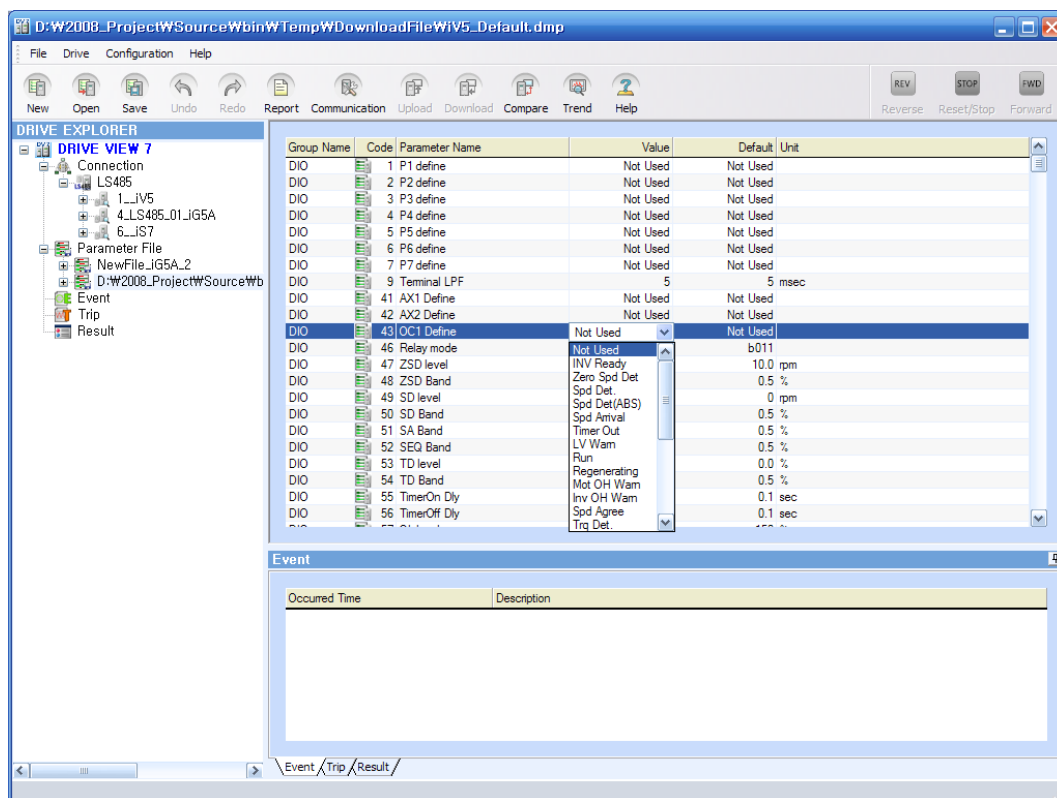 D:₩2008_Project₩Source₩bin₩Temp₩DownloadFile₩iV5_Default.dmp
File Drive Configuration Help
New Open Save Undo Redo Report Communication Upload Download Compare Trend Help
REV STOP FWD
Reverse Reset/Stop Forward
DRIVE EXPLORER
DRIVE VIEW 7
Connection
LS485
1__iV5
4_LS485_01_iG5A
6__iS7
Parameter File
NewFile_iG5A_2
D:₩2008_Project₩Source₩b
Event
Trip
Result
Group Name Code Parameter Name Value Default Unit
DIO 1 P1 define Not Used Not Used
DIO 2 P2 define Not Used Not Used
DIO 3 P3 define Not Used Not Used
DIO 4 P4 define Not Used Not Used
DIO 5 P5 define Not Used Not Used
DIO 6 P6 define Not Used Not Used
DIO 7 P7 define Not Used Not Used
DIO 9 Terminal LPF 5 5 msec
DIO 41 AX1 Define Not Used Not Used
DIO 42 AX2 Define Not Used Not Used
DIO 43 OC1 Define Not Used Not Used
DIO 46 Relay mode b011
DIO 47 ZSD level 10.0 rpm
DIO 48 ZSD Band 0.5 %
DIO 49 SD level 0 rpm
DIO 50 SD Band 0.5 %
DIO 51 SA Band 0.5 %
DIO 52 SEQ Band 0.5 %
DIO 53 TD level 0.0 %
DIO 54 TD Band 0.5 %
DIO 55 TimerOn Dly 0.1 sec
DIO 56 TimerOff Dly 0.1 sec
Not Used
INV Ready
Zero Spd Det
Spd Det.
Spd Det(ABS)
Spd Arrival
Timer Out
LV Warn
Run
Regenerating
Mot OH Warn
Inv OH Warn
Spd Agree
Trq Det.
Event
Occurred Time Description
Event Trip Result